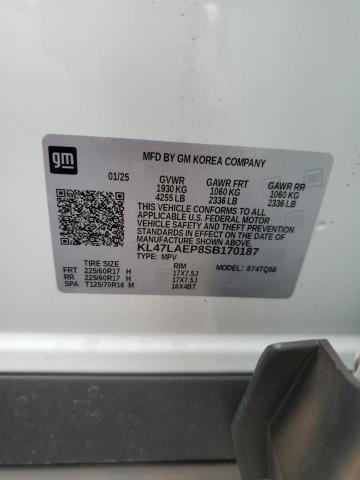 gm
MFD BY GM KOREA COMPANY
01/25 GVWR GAWR FRT GAWR RR
1930 KG 1060 KG 1060 KG
4255 LB 2336 LB 2336 LB
THIS VEHICLE CONFORMS TO ALL
APPLICABLE U.S. FEDERAL MOTOR
VEHICLE SAFETY AND THEFT PREVENTION
STANDARDS IN EFFECT ON THE DATE OF
MANUFACTURE SHOWN ABOVE.
KL47LAEP8SB170187
TYPE: MPV MODEL: 874TQ58
RIM
FRT 225/60R17 H 17X7.5J
RR 225/60R17 H 17X7.5J
SPA T125/70R16 M 16X4BT